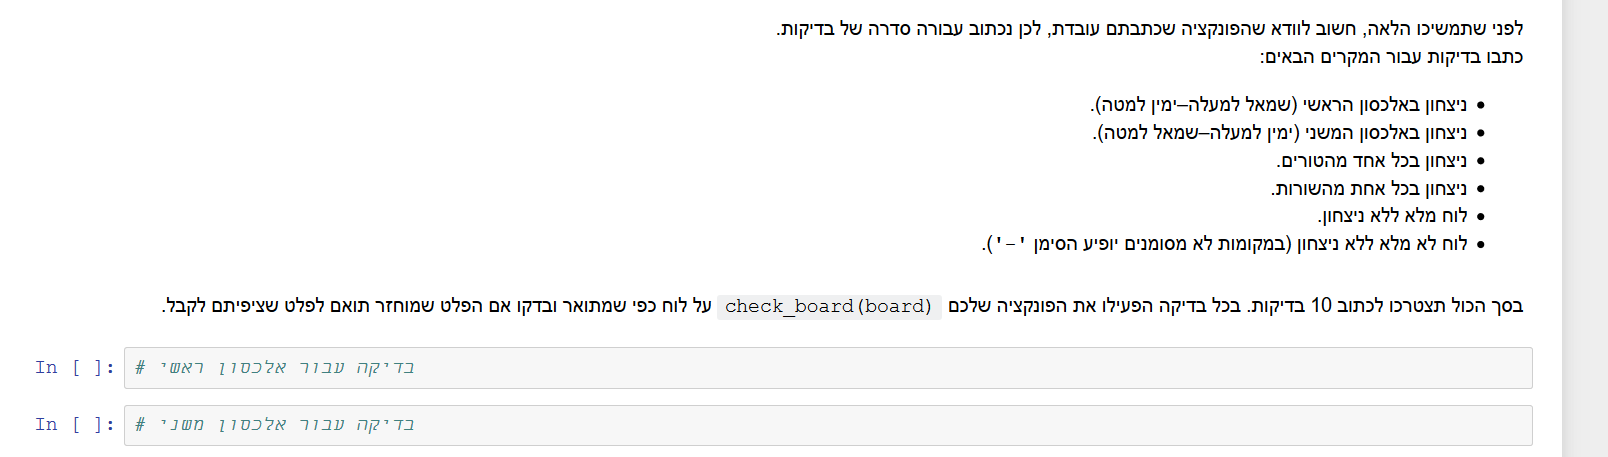 לפני שתמשיכו הלאה, חשוב לוודא שהפונקציה שכתבתם עובדת, לכן נכתוב עבורה סדרה של בדיקות.
כתבו בדיקות עבור המקרים הבאים:
• ניצחון באלכסון הראשי (שמאל למעלה–ימין למטה).
• ניצחון באלכסון המשני (ימין למעלה–שמאל למטה).
• ניצחון בכל אחד מהטורים.
• ניצחון בכל אחת מהשורות.
• לוח מלא ללא ניצחון.
• לוח לא מלא ללא ניצחון (במקומות לא מסומנים יופיע הסימן '-').
בסך הכול תצטרכו לכתוב 10 בדיקות. בכל בדיקה הפעילו את הפונקציה שלכם check_board(board) על לוח כפי שמתואר ובדקו אם הפלט שמוחזר תואם לפלט שציפיתם לקבל.
In [ ]: # בדיקה עבור אלכסון ראשי
In [ ]: # בדיקה עבור אלכסון משני